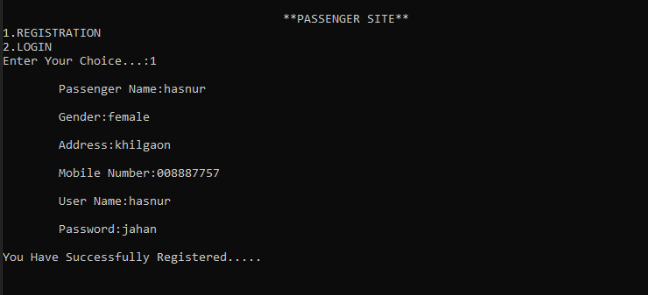 **PASSENGER SITE**
1.REGISTRATION
2.LOGIN
Enter Your Choice...:1
Passenger Name:hasnur
Gender:female
Address:khilgaon
Mobile Number:008887757
User Name:hasnur
Password:jahan
You Have Successfully Registered.....